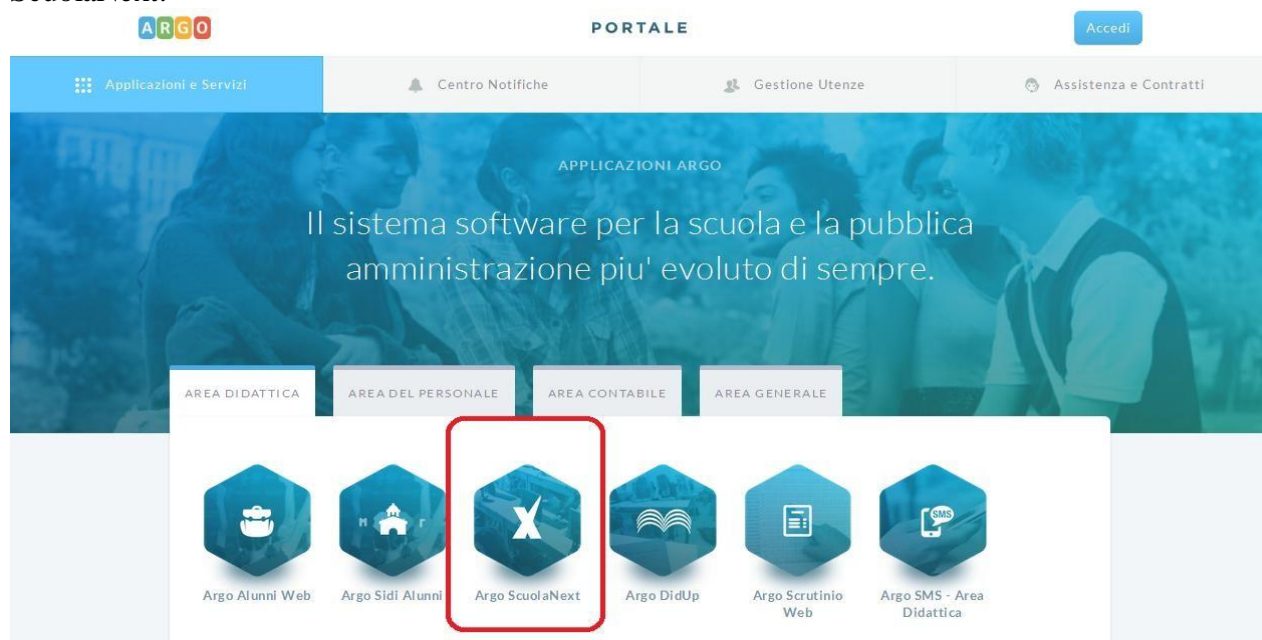 ScuolaNext.
ARGO
PORTALE
Accedi
Applicazioni e Servizi
Centro Notifiche
Gestione Utenze
Assistenza e Contratti
APPLICAZIONI ARGO
Il sistema software per la scuola e la pubblica
amministrazione piu' evoluto di sempre.
AREA DIDATTICA
AREA DEL PERSONALE
AREA CONTABILE
AREA GENERALE
SMS
Argo Alunni Web
Argo Sidi Alunni
Argo ScuolaNext
Argo DidUp
Argo Scrutinio
Web
Argo SMS - Area
Didattica